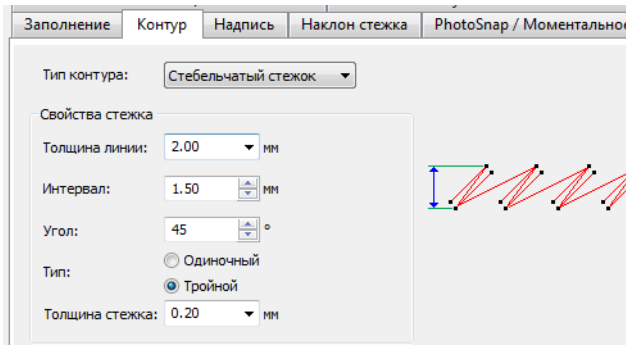 Заполнение Контур Надпись Наклон стежка PhotoSnap / Моментальное
Тип контура: Стебельчатый стежок
Свойства стежка
Толщина линии: 2.00 мм
Интервал: 1.50 мм
Угол: 45 °
Тип: Одиночный
Тройной
Толщина стежка: 0.20 мм